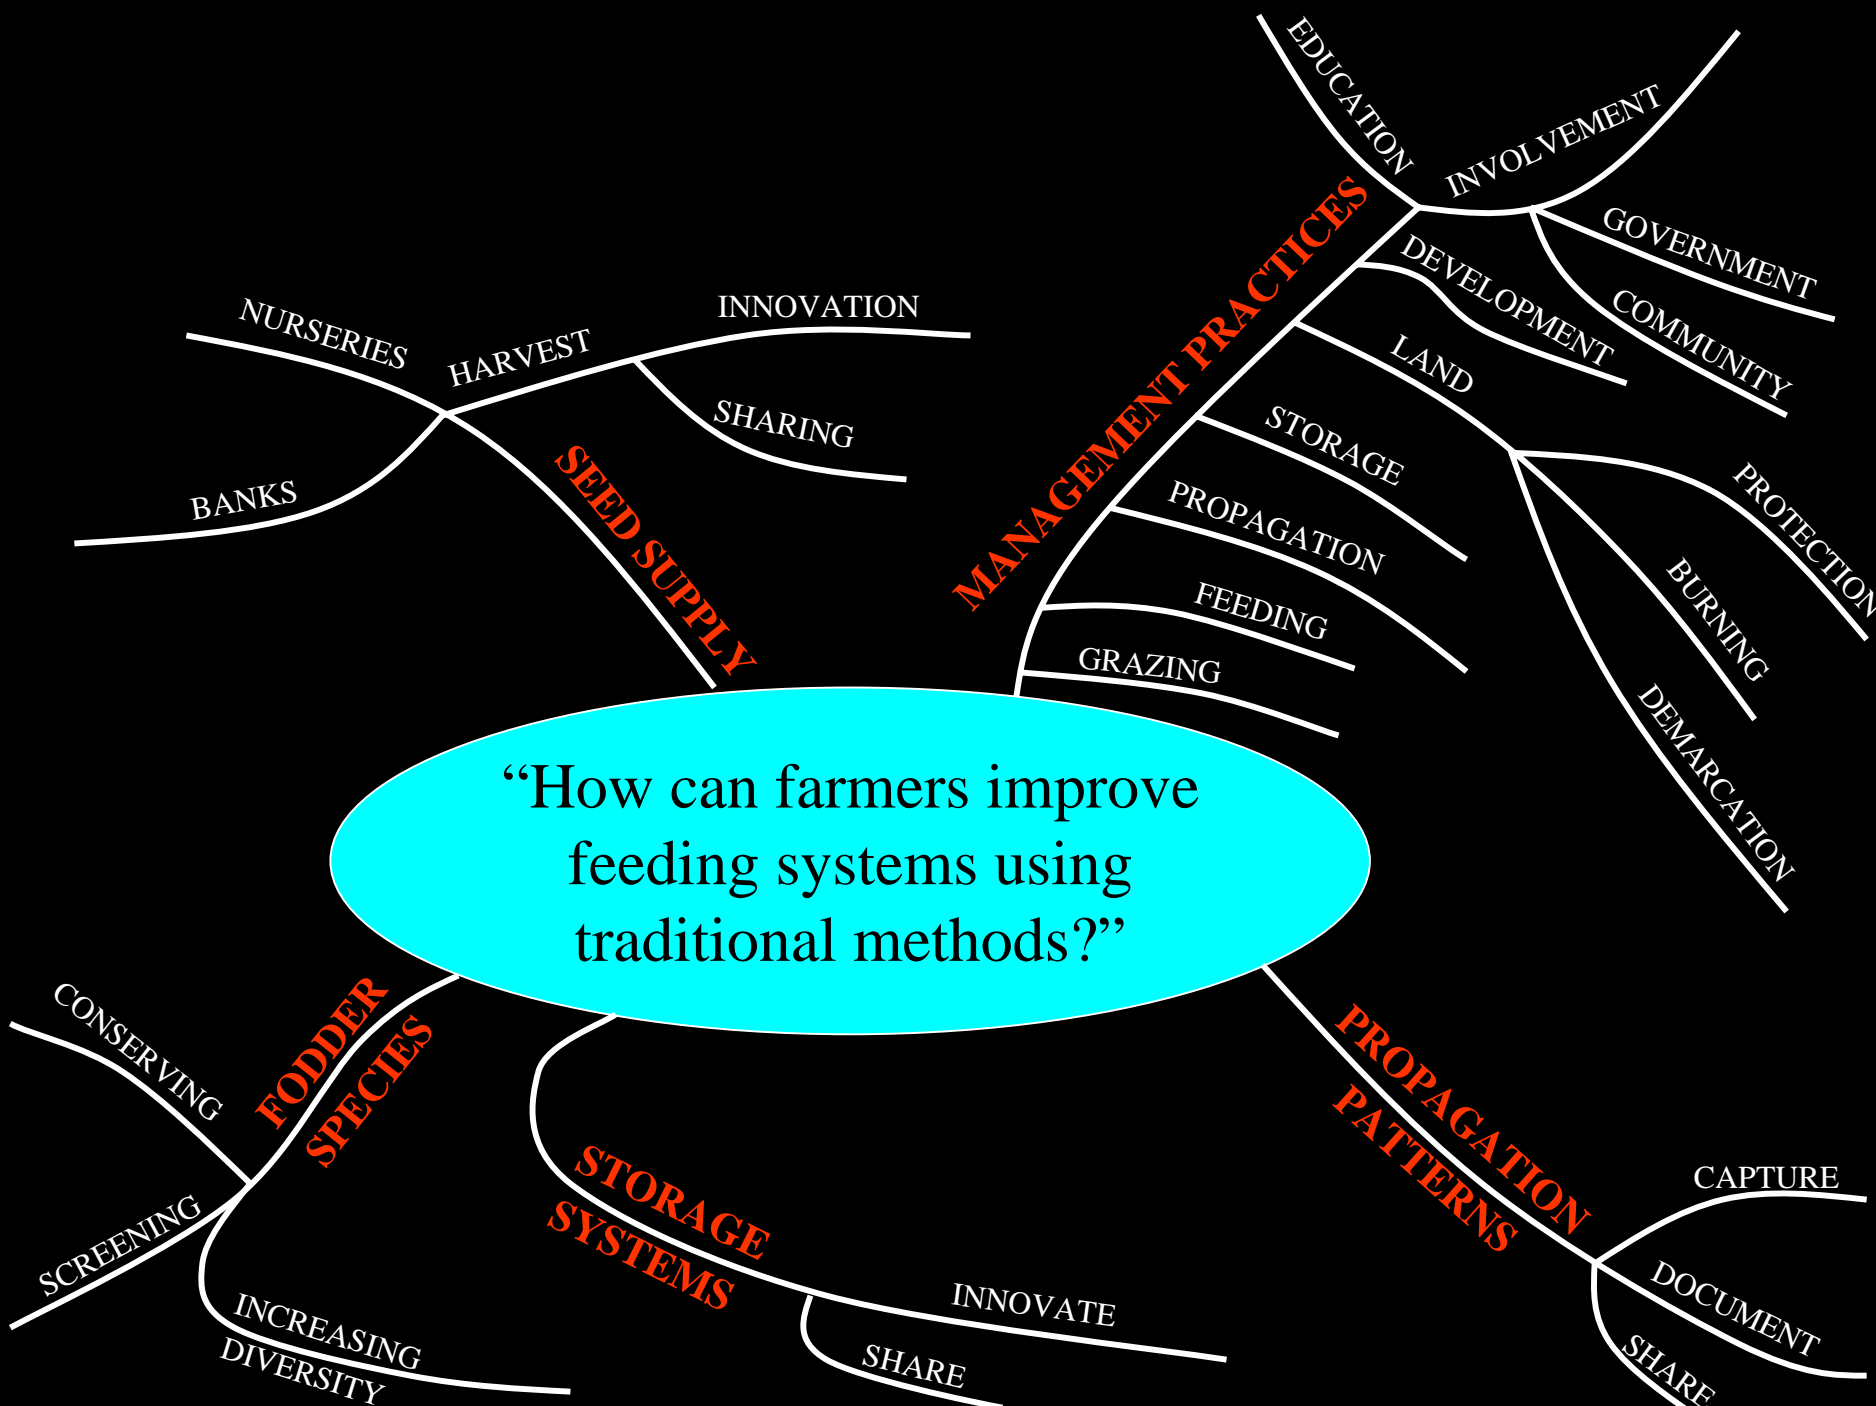 EDUCATION
INVOLVEMENT
GOVERNMENT
COMMUNITY
MANAGEMENT PRACTICES
DEVELOPMENT
LAND
PROTECTION
BURNING
DEMARCATION
STORAGE
PROPAGATION
FEEDING
GRAZING
NURSERIES
HARVEST
INNOVATION
SHARING
BANKS
SEED SUPPLY
“How can farmers improve
feeding systems using
traditional methods?”
CONSERVING
FODDER
SPECIES
SCREENING
INCREASING
DIVERSITY
STORAGE
SYSTEMS
INNOVATE
SHARE
PROPAGATION
PATTERNS
CAPTURE
DOCUMENT
SHARE